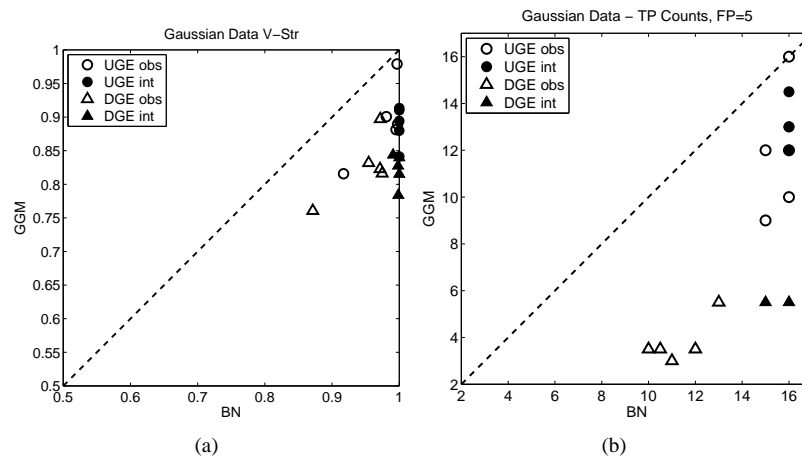 Gaussian Data V−Str
1
0.95
0.9
0.85
0.8
0.75
0.7
0.65
0.6
0.55
0.5
GGM
UGE obs
UGE int
DGE obs
DGE int
0.5 0.6 0.7 0.8 0.9 1
BN
(a)
Gaussian Data − TP Counts, FP=5
16
14
12
10
8
6
4
2
GGM
UGE obs
UGE int
DGE obs
DGE int
2 4 6 8 10 12 14 16
BN
(b)